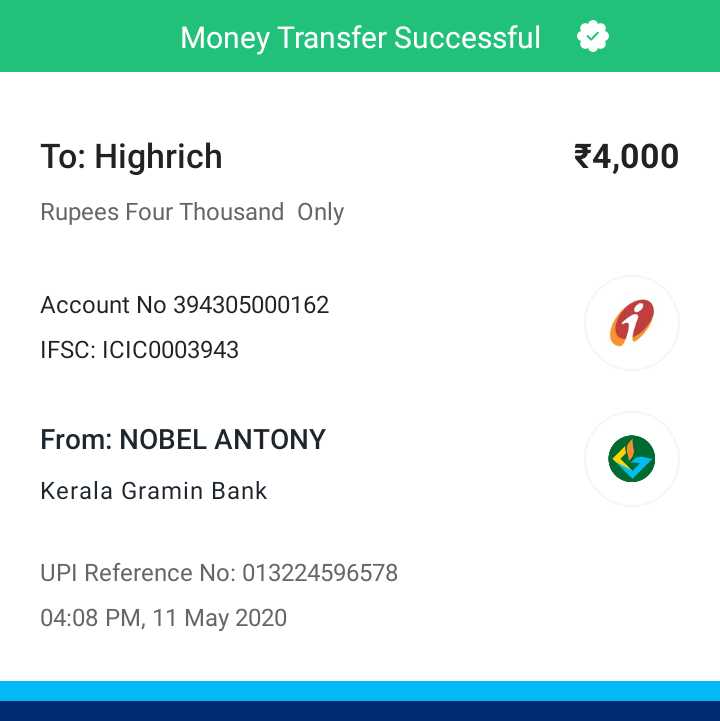 Money Transfer Successful
To: Highrich ₹4,000
Rupees Four Thousand Only
Account No 394305000162
IFSC: ICIC0003943
From: NOBEL ANTONY
Kerala Gramin Bank
UPI Reference No: 013224596578
04:08 PM, 11 May 2020